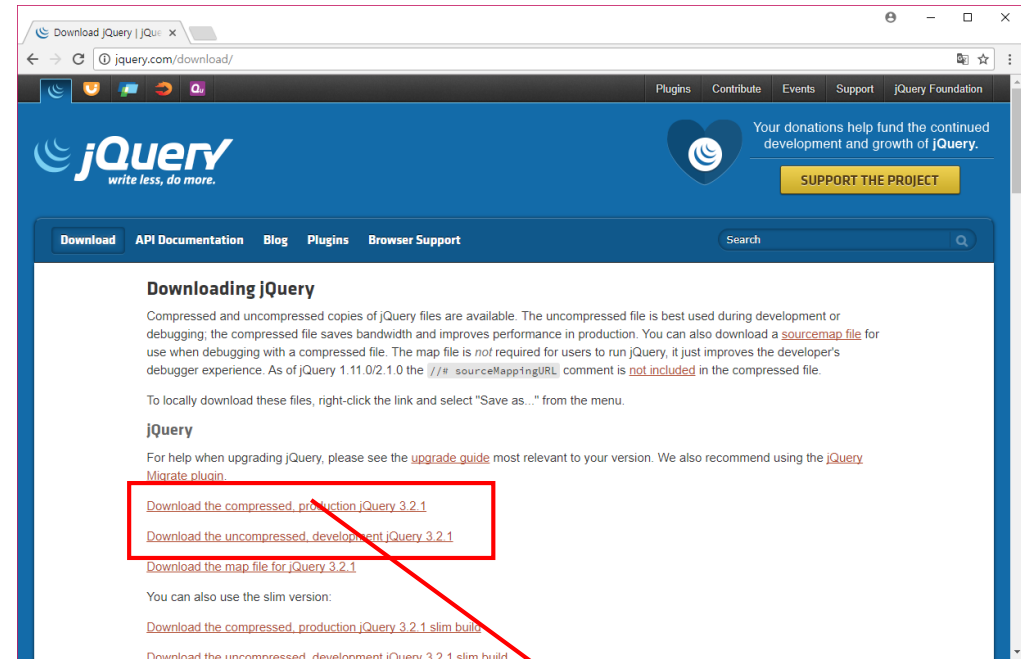 Download jQuery | jQue
jquery.com/download/
Plugins Contribute Events Support jQuery Foundation
jQuery
write less, do more.
Your donations help fund the continued
development and growth of jQuery.
SUPPORT THE PROJECT
Download API Documentation Blog Plugins Browser Support Search
Downloading jQuery
Compressed and uncompressed copies of jQuery files are available. The uncompressed file is best used during development or
debugging; the compressed file saves bandwidth and improves performance in production. You can also download a sourcemap file for
use when debugging with a compressed file. The map file is not required for users to run jQuery, it just improves the developer's
debugger experience. As of jQuery 1.11.0/2.1.0 the //# sourceMappingURL comment is not included in the compressed file.
To locally download these files, right-click the link and select "Save as..." from the menu.
jQuery
For help when upgrading jQuery, please see the upgrade guide most relevant to your version. We also recommend using the jQuery
Migrate plugin.
Download the compressed, production jQuery 3.2.1
Download the uncompressed, development jQuery 3.2.1
Download the map file for jQuery 3.2.1
You can also use the slim version:
Download the compressed, production jQuery 3.2.1 slim build
Download the uncompressed, development jQuery 3.2.1 slim build